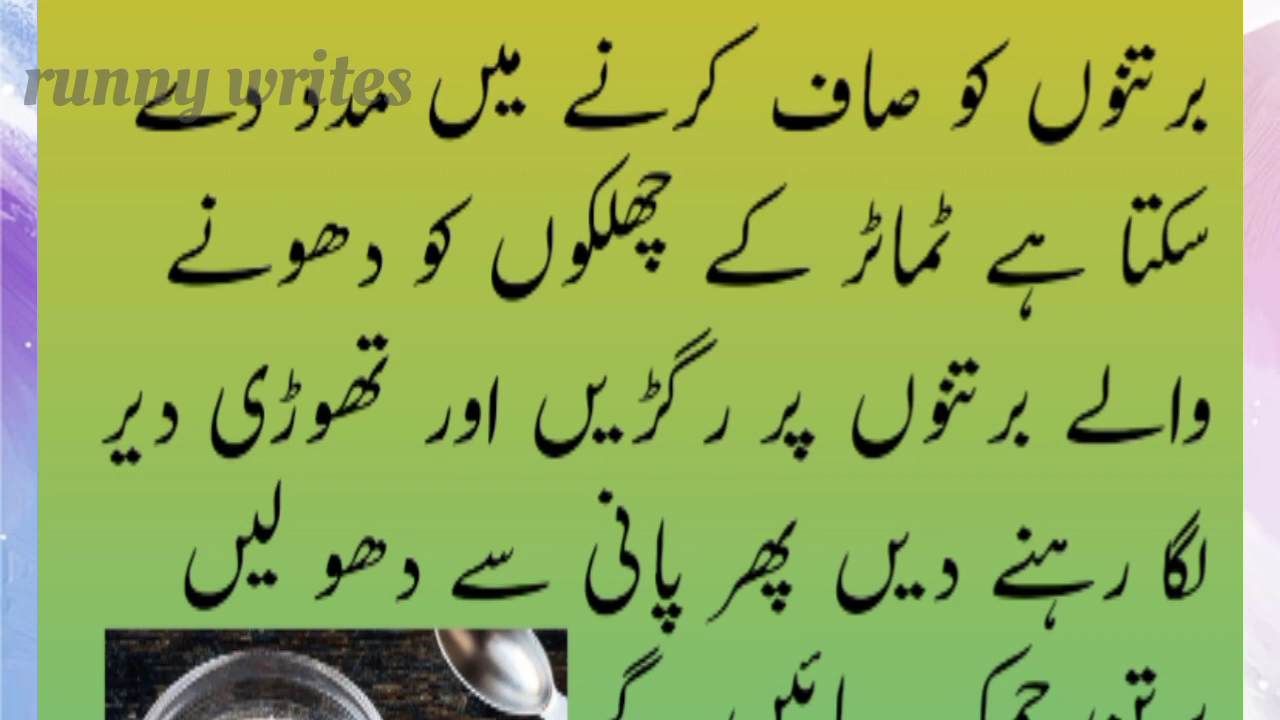 runny writes
برتنوں کو صاف کرنے میں مدد دے
سکتا ہے ٹماٹر کے چھلکوں کو دھونے
والے برتنوں پر رگڑیں اور تھوڑی دیر
لگا رہنے دیں پھر پانی سے دھو لیں